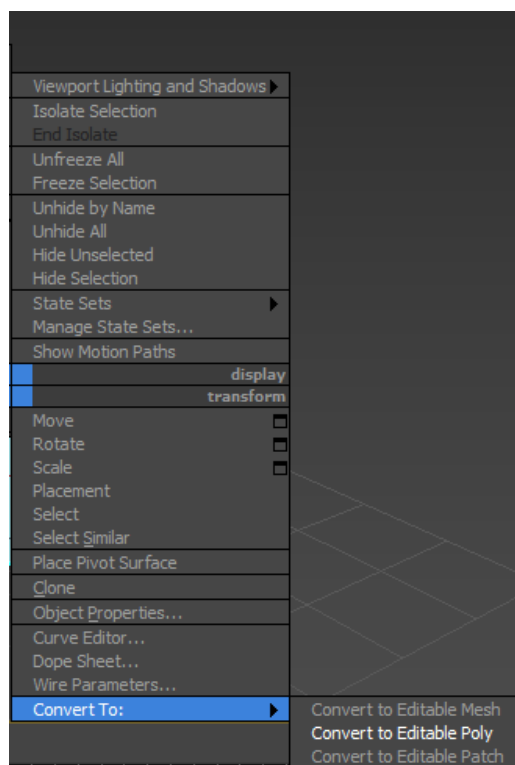 Viewport Lighting and Shadows
Isolate Selection
End Isolate
Unfreeze All
Freeze Selection
Unhide by Name
Unhide All
Hide Unselected
Hide Selection
State Sets
Manage State Sets...
Show Motion Paths
display
transform
Move
Rotate
Scale
Placement
Select
Select Similar
Place Pivot Surface
Clone
Object Properties...
Curve Editor...
Dope Sheet...
Wire Parameters...
Convert To:
Convert to Editable Mesh
Convert to Editable Poly
Convert to Editable Patch